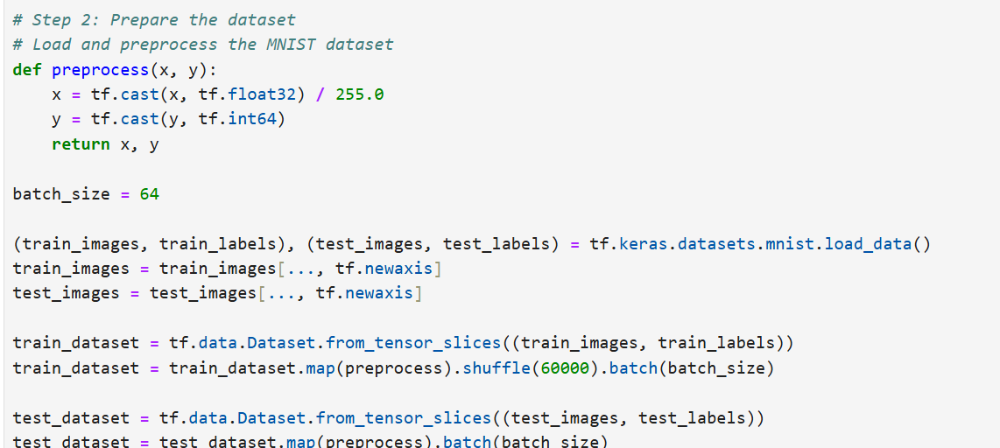 # Step 2: Prepare the dataset
# Load and preprocess the MNIST dataset
def preprocess(x, y):
    x = tf.cast(x, tf.float32) / 255.0
    y = tf.cast(y, tf.int64)
    return x, y
batch_size = 64
(train_images, train_labels), (test_images, test_labels) = tf.keras.datasets.mnist.load_data()
train_images = train_images[..., tf.newaxis]
test_images = test_images[..., tf.newaxis]
train_dataset = tf.data.Dataset.from_tensor_slices((train_images, train_labels))
train_dataset = train_dataset.map(preprocess).shuffle(60000).batch(batch_size)
test_dataset = tf.data.Dataset.from_tensor_slices((test_images, test_labels))
test_dataset = test_dataset.map(preprocess).batch(batch_size)